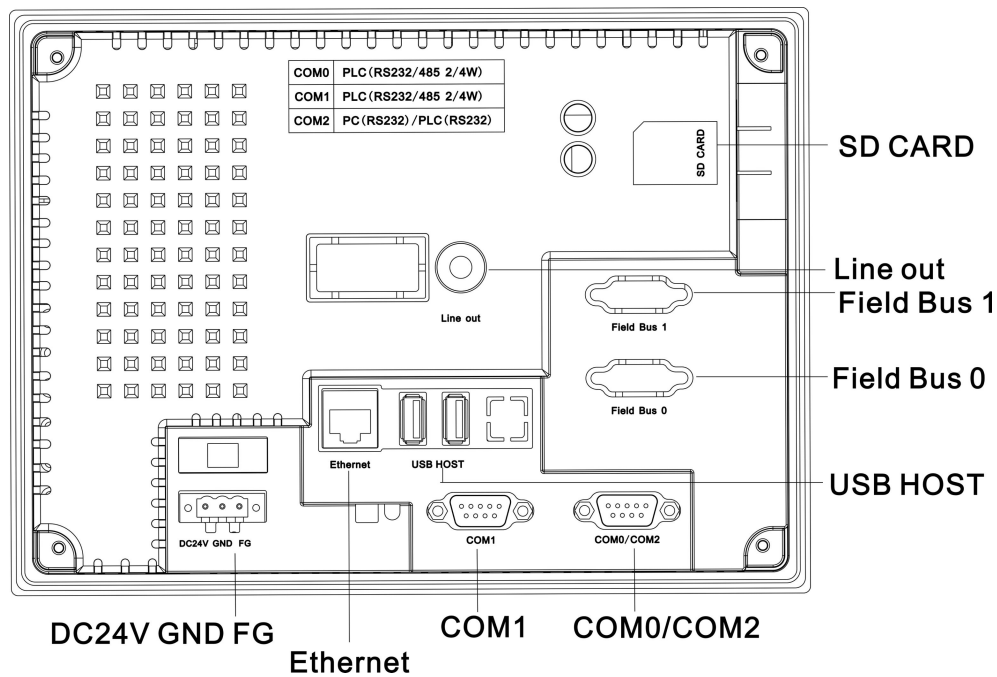 COM0 PLC(RS232/485 2/4W)
COM1 PLC(RS232/485 2/4W)
COM2 PC(RS232)/PLC(RS232)
SD CARD
SD CARD
Line out
Line out
Field Bus 1
Field Bus 1
Field Bus 0
Field Bus 0
Ethernet
USB HOST
USB HOST
COM1
COM0/COM2
DC24V GND FG
DC24V GND FG
COM1
COM0/COM2
Ethernet